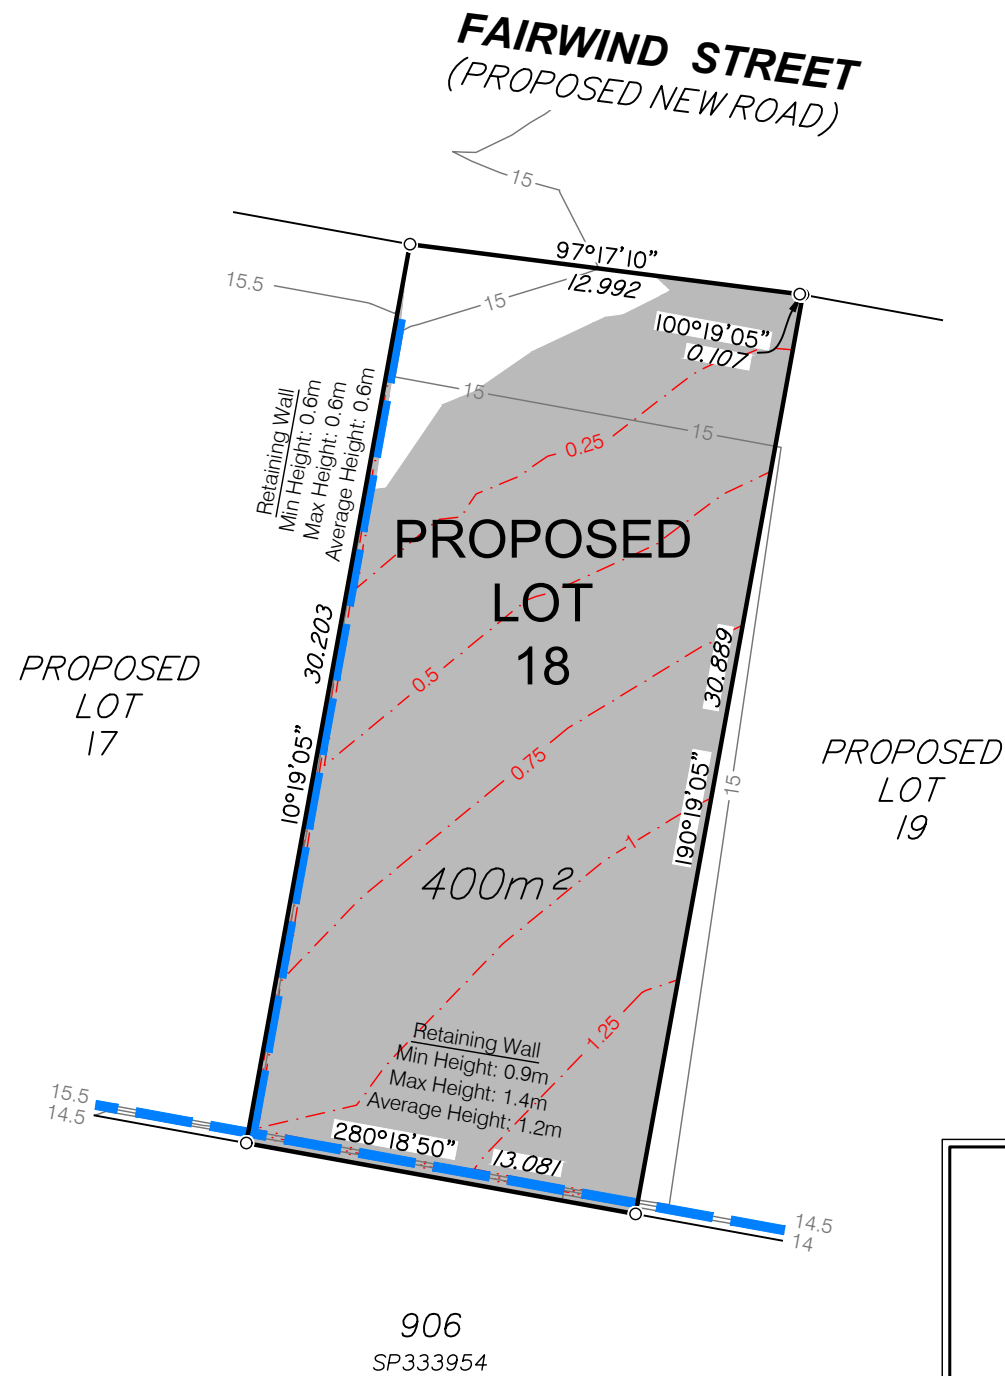 FAIRWIND STREET
(PROPOSED NEW ROAD)
15
97°17'10"
12.992
15.5
15
100°19'05"
0.107
15
15
0.25
Retaining Wall
Min Height: 0.6m
Max Height: 0.6m
Average Height: 0.6m
PROPOSED
LOT
18
30.203
30.889
0.5
PROPOSED
LOT
17
10°19'05"
0.75
190°19'05"
15
PROPOSED
LOT
19
1
400m²
1.25
Retaining Wall
Min Height: 0.9m
Max Height: 1.4m
Average Height: 1.2m
15.5
14.5
280°18'50"
13.081
14.5
14
906
SP333954